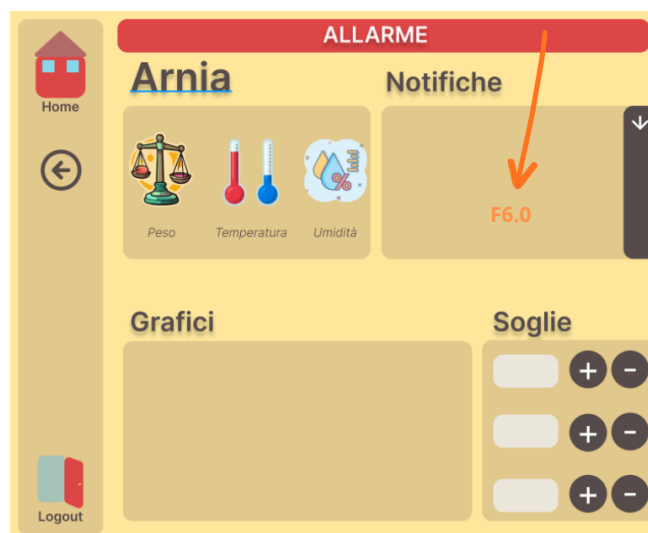 ALLARME
Home
Arnia
Notifiche
Peso
Temperatura
Umidità
F6.0
Grafici
Soglie
+ -
+ -
+ -
Logout